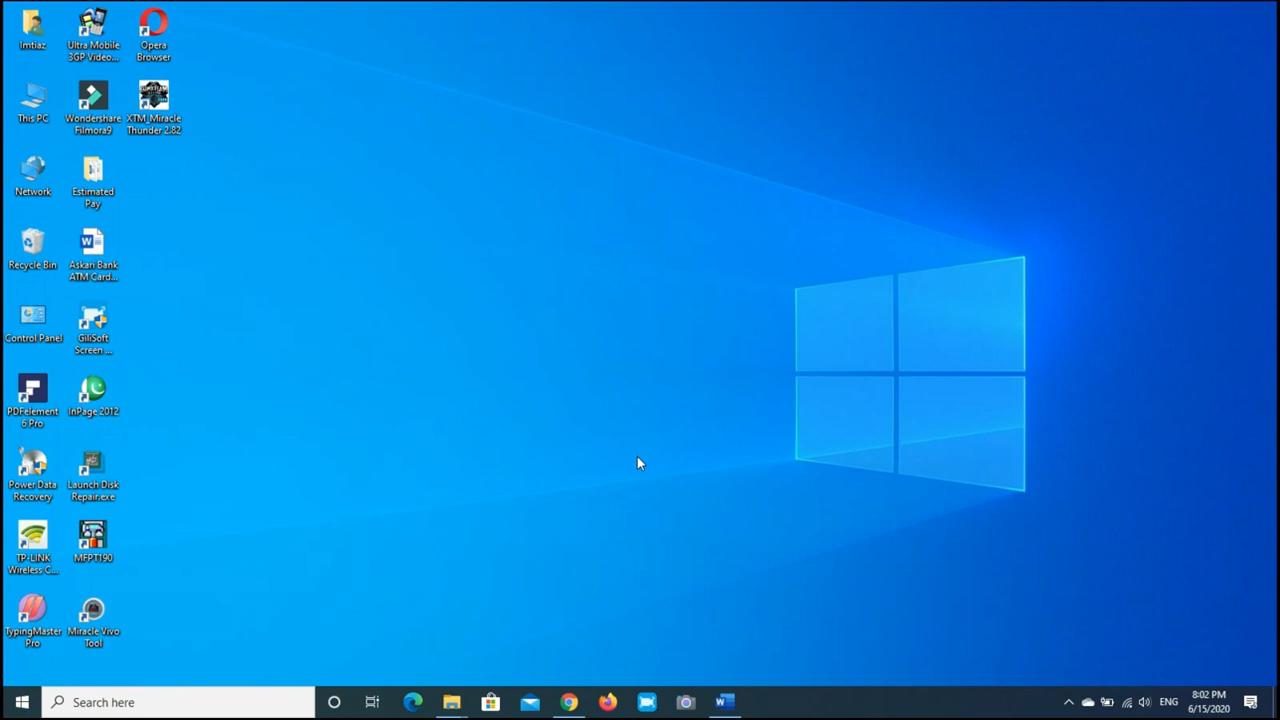 Imtiaz
Ultra Mobile
3GP Video...
Opera
Browser
This PC
Wondershare
Filmora9
XTM_Miracle
Thunder 2.82
Network
Estimated
Pay
Recycle Bin
Askari Bank
ATM Card...
Control Panel
GiliSoft
Screen ...
PDFelement
6 Pro
InPage 2012
Power Data
Recovery
Launch Disk
Repair.exe
TP-LINK
Wireless C...
MFPT190
TypingMaster
Pro
Miracle Vivo
Tool
Search here
ENG
8:02 PM
6/15/2020